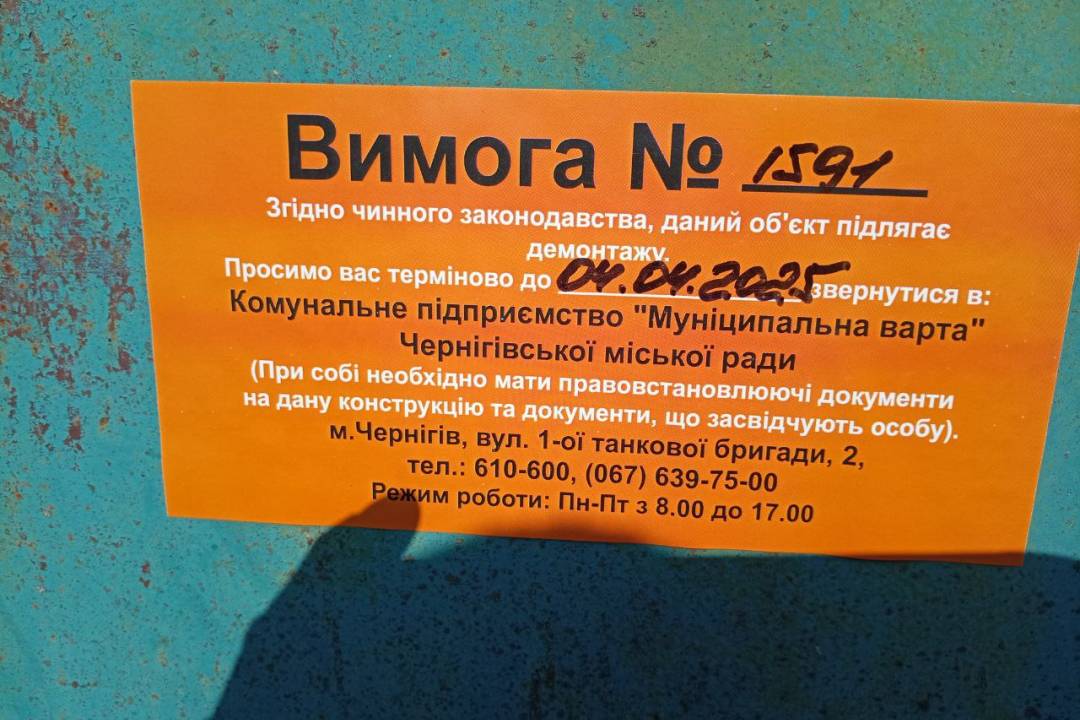 Вимога № 1591
Згідно чинного законодавства, даний об'єкт підлягає
демонтажу.
Просимо вас терміново до 04.04.2025 звернутися в:
Комунальне підприємство "Муніципальна варта"
Чернігівської міської ради
(При собі необхідно мати правовстановлюючі документи
на дану конструкцію та документи, що засвідчують особу).
м.Чернігів, вул. 1-ої танкової бригади, 2,
тел.: 610-600, (067) 639-75-00
Режим роботи: Пн-Пт з 8.00 до 17.00